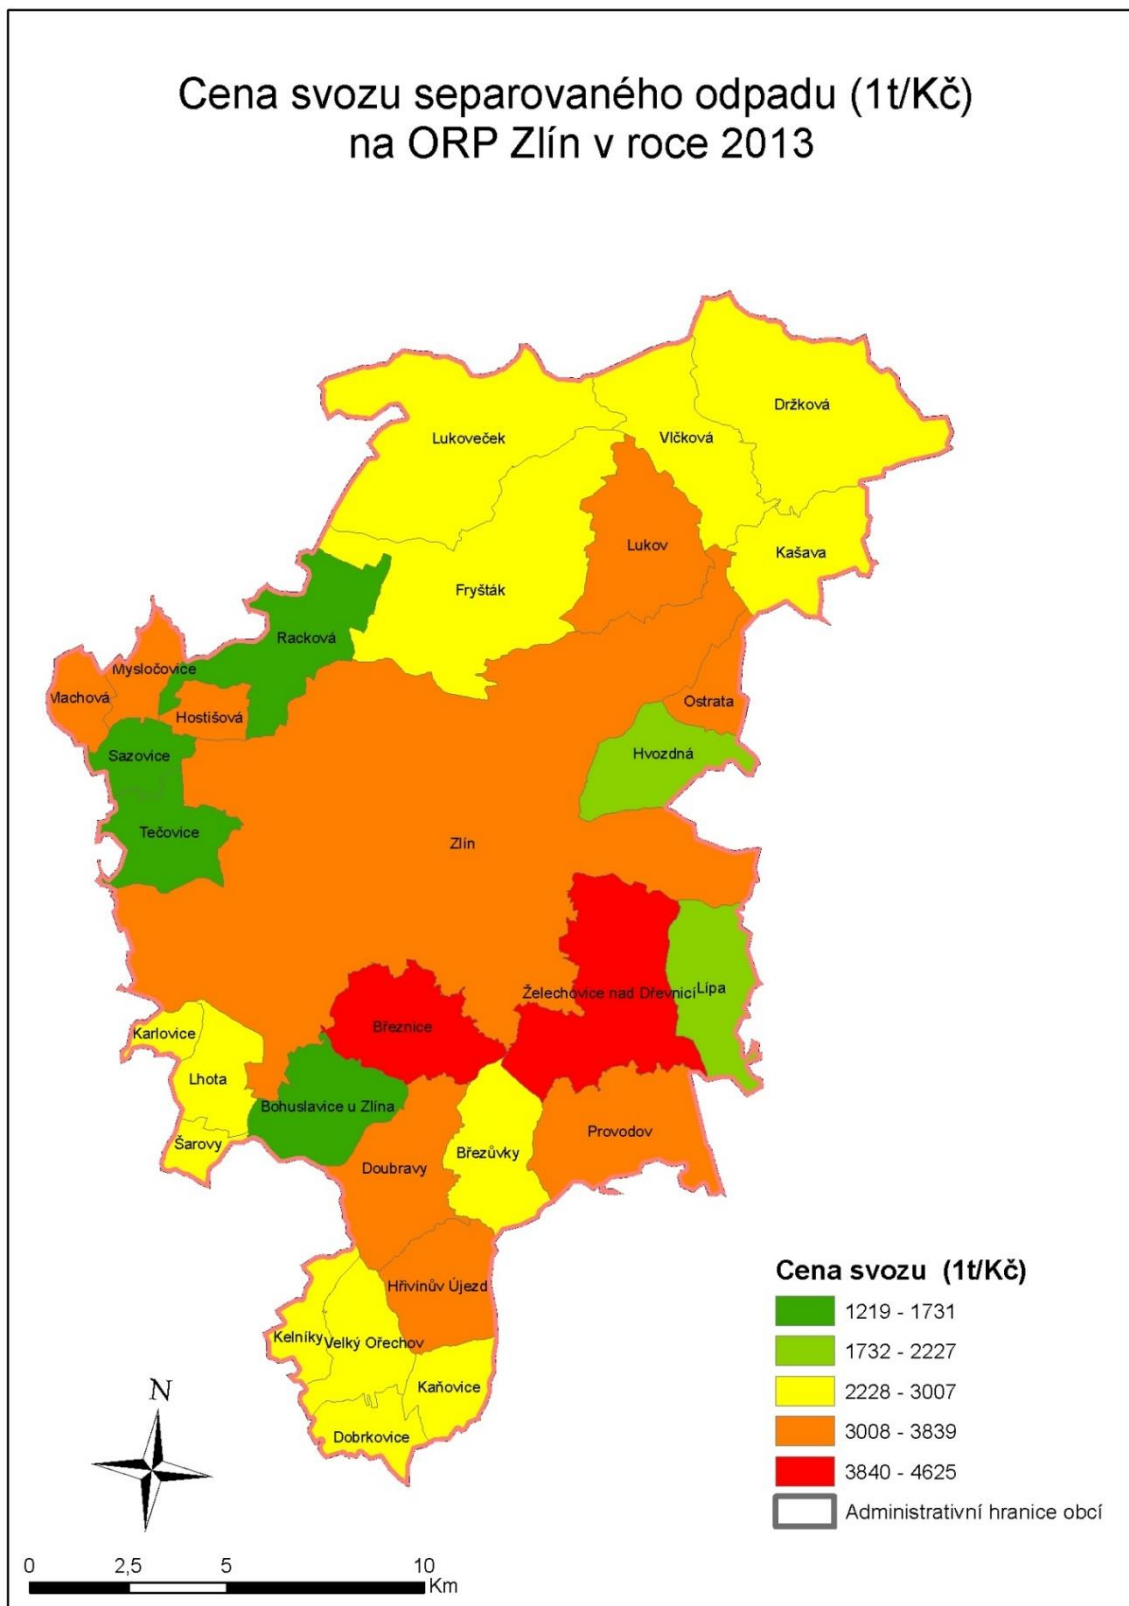 Cena svozu separovaného odpadu (1t/Kč)
na ORP Zlín v roce 2013
Držková
Vlčková
Lukoveček
Lukov
Kašava
Fryšták
Racková
Mysločovice
Vlachová
Hostišová
Ostrata
Sazovice
Hvozdná
Tečovice
Zlín
Želechovice nad Dřevnicí
Lípa
Březnice
Karlovice
Lhota
Bohuslavice u Zlína
Provodov
Šarovy
Březůvky
Doubravy
Hřivinův Újezd
Kelníky
Velký Ořechov
Kaňovice
Dobrkovice
Cena svozu (1t/Kč)
1219 - 1731
1732 - 2227
2228 - 3007
3008 - 3839
3840 - 4625
Administrativní hranice obcí
N
0 2,5 5 10
Km